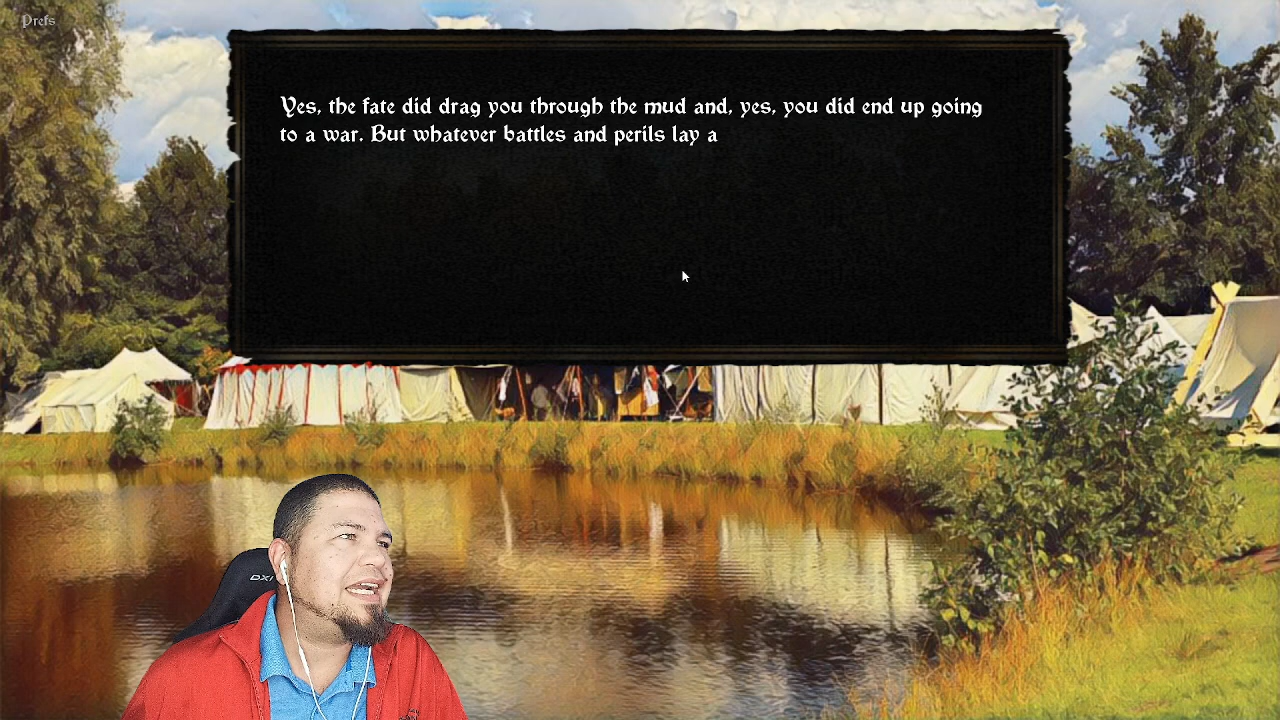 Prefs
Yes, the fate did drag you through the mud and, yes, you did end up going
to a war. But whatever battles and perils lay a
DXR